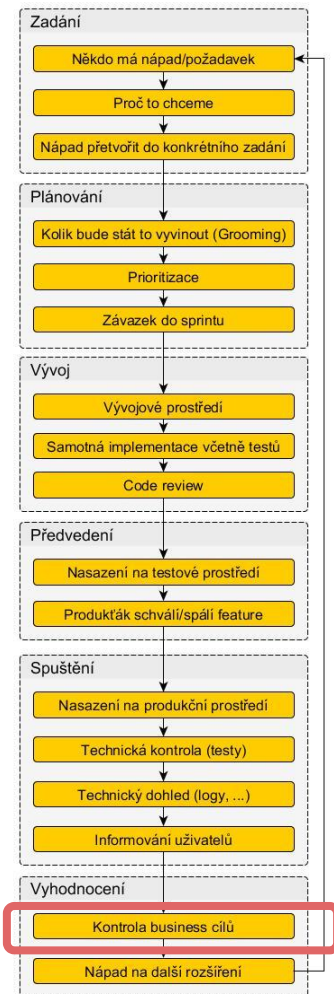 Zadání
Někdo má nápad/požadavek
Proč to chceme
Nápad přetvořit do konkrétního zadání
Plánování
Kolik bude stát to vyvinout (Grooming)
Prioritizace
Závazek do sprintu
Vývoj
Vývojové prostředí
Samotná implementace včetně testů
Code review
Předvedení
Nasazení na testové prostředí
Produkťák schválí/spálí feature
Spuštění
Nasazení na produkční prostředí
Technická kontrola (testy)
Technický dohled (logy, ...)
Informování uživatelů
Vyhodnocení
Kontrola business cílů
Nápad na další rozšíření